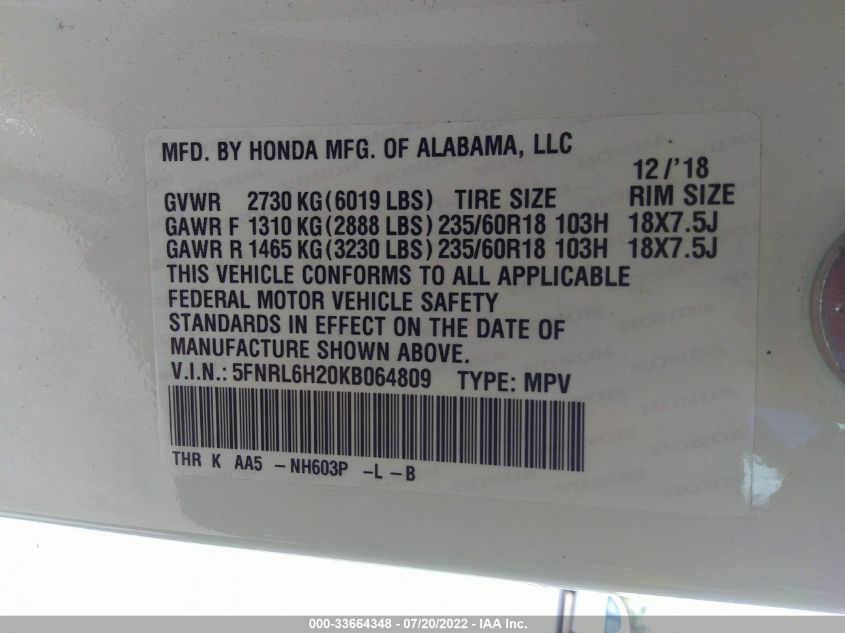 MFD. BY HONDA MFG. OF ALABAMA, LLC
12/'18
GVWR 2730 KG(6019 LBS) TIRE SIZE RIM SIZE
GAWR F 1310 KG(2888 LBS) 235/60R18 103H 18X7.5J
GAWR R 1465 KG(3230 LBS) 235/60R18 103H 18X7.5J
THIS VEHICLE CONFORMS TO ALL APPLICABLE
FEDERAL MOTOR VEHICLE SAFETY
STANDARDS IN EFFECT ON THE DATE OF
MANUFACTURE SHOWN ABOVE.
V.I.N.: 5FNRL6H20KB064809 TYPE: MPV
THR K AA5 -NH603P -L -B
000-33664348 - 07/20/2022 - IAA Inc.